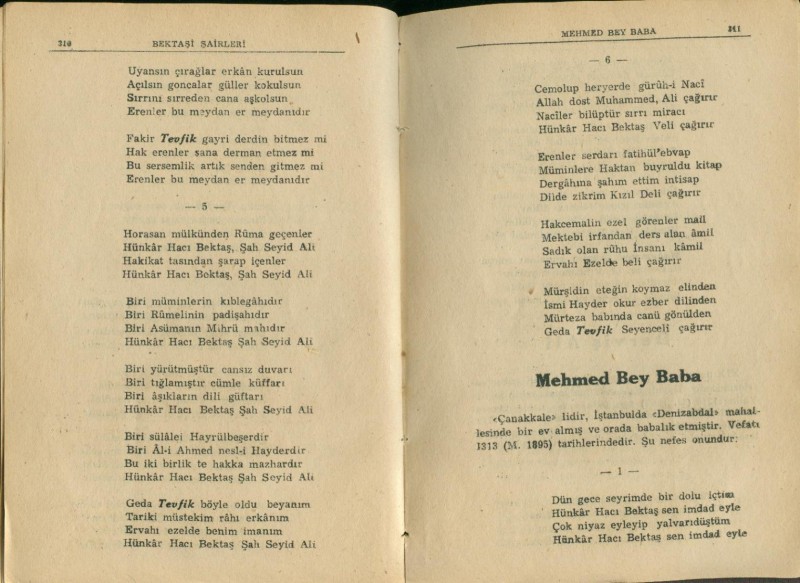 210
BEKTAŞİ ŞAİRLERİ
Uyansın çırağlar erkân kurulsun
Açılsın goncalar güller kokulsun
Sırrını sırreden cana aşkolsun
Erenler bu meydan er meydanıdır
Fakir Tevfik gayri derdin bitmez mi
Hak erenler sana derman etmez mi
Bu sersemlik artık senden gitmez mi
Erenler bu meydan er meydanıdır
— 5 —
Horasan mülkünden Rûma geçenler
Hünkâr Hacı Bektaş, Şah Seyid Ali
Hakikat tasından şarap içenler
Hünkâr Hacı Bektaş, Şah Seyid Ali
Biri müminlerin kıblegâhıdır
Biri Rûmelinin padişahıdır
Biri Asümanın Mihrü mahıdır
Hünkâr Hacı Bektaş Şah Seyid Ali
Biri yürütmüştür cansız duvarı
Biri tığlamıştır cümle küffarı
Biri âşıkların dili güftarı
Hünkâr Hacı Bektaş Şah Seyid Ali
Biri sülâlei Hayrülbeşerdir
Biri Âl-i Ahmed nesl-i Hayderdir
Bu iki birlik te hakka mazhardır
Hünkâr Hacı Bektaş Şah Seyid Ali
Geda Tevfik böyle oldu beyanım
Tariki müstekim râhı erkânım
Ervahı ezelde benim imanım
Hünkâr Hacı Bektaş Şah Seyid Ali
MEHMED BEY BABA
311
— 6 —
Cemolup heryerde gürûh-i Nacî
Allah dost Muhammed, Ali çağırır
Naciler bilüptür sırrı miracı
Hünkâr Hacı Bektaş Veli çağırır
Erenler serdarı fatihül'ebvap
Müminlere Haktan buyruldu kitap
Dergâhına şahım ettim intisap
Dilde zikrim Kızıl Deli çağırır
Hakcemalin ezel görenler mail
Mektebi irfandan ders alan âmil
Sadık olan rûhu İnsanı kâmil
Ervahı Ezelde beli çağırır
Mürşidin eteğin koymaz elinden
İsmi Hayder okur ezber dilinden
Mürteza babında canü gönülden
Geda Tevfik Seyenceli çağırır
Mehmed Bey Baba
«Çanakkale» lidir, İstanbulda «Denizabdal» mahal-
lesinde bir ev almış ve orada babalık etmiştir. Vefatı
1313 (M. 1895) tarihlerindedir. Şu nefes onundur:
— 1 —
Dün gece seyrimde bir dolu içtim
Hünkâr Hacı Bektaş sen imdad eyle
Çok niyaz eyleyip yalvarıdüştüm
Hünkâr Hacı Bektaş sen imdad eyle